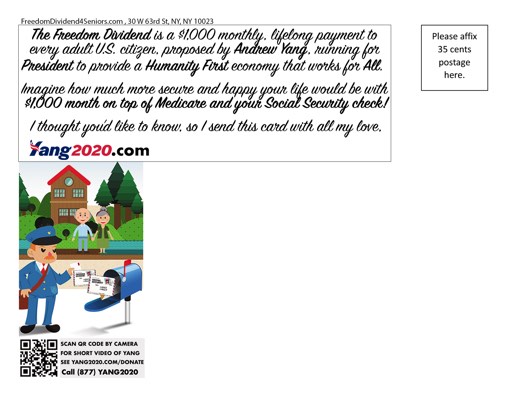 FreedomDividend4Seniors.com , 30 W 63rd St, NY, NY 10023
The Freedom Dividend is a $1,000 monthly, lifelong payment to
every adult U.S. citizen, proposed by Andrew Yang, running for
President to provide a Humanity First economy that works for All.
Imagine how much more secure and happy your life would be with
$1,000 month on top of Medicare and your Social Security check!
I thought you'd like to know, so I send this card with all my love,
Yang2020.com
Please affix
35 cents
postage
here.
SCAN QR CODE BY CAMERA
FOR SHORT VIDEO OF YANG
SEE YANG2020.COM/DONATE
Call (877) YANG2020